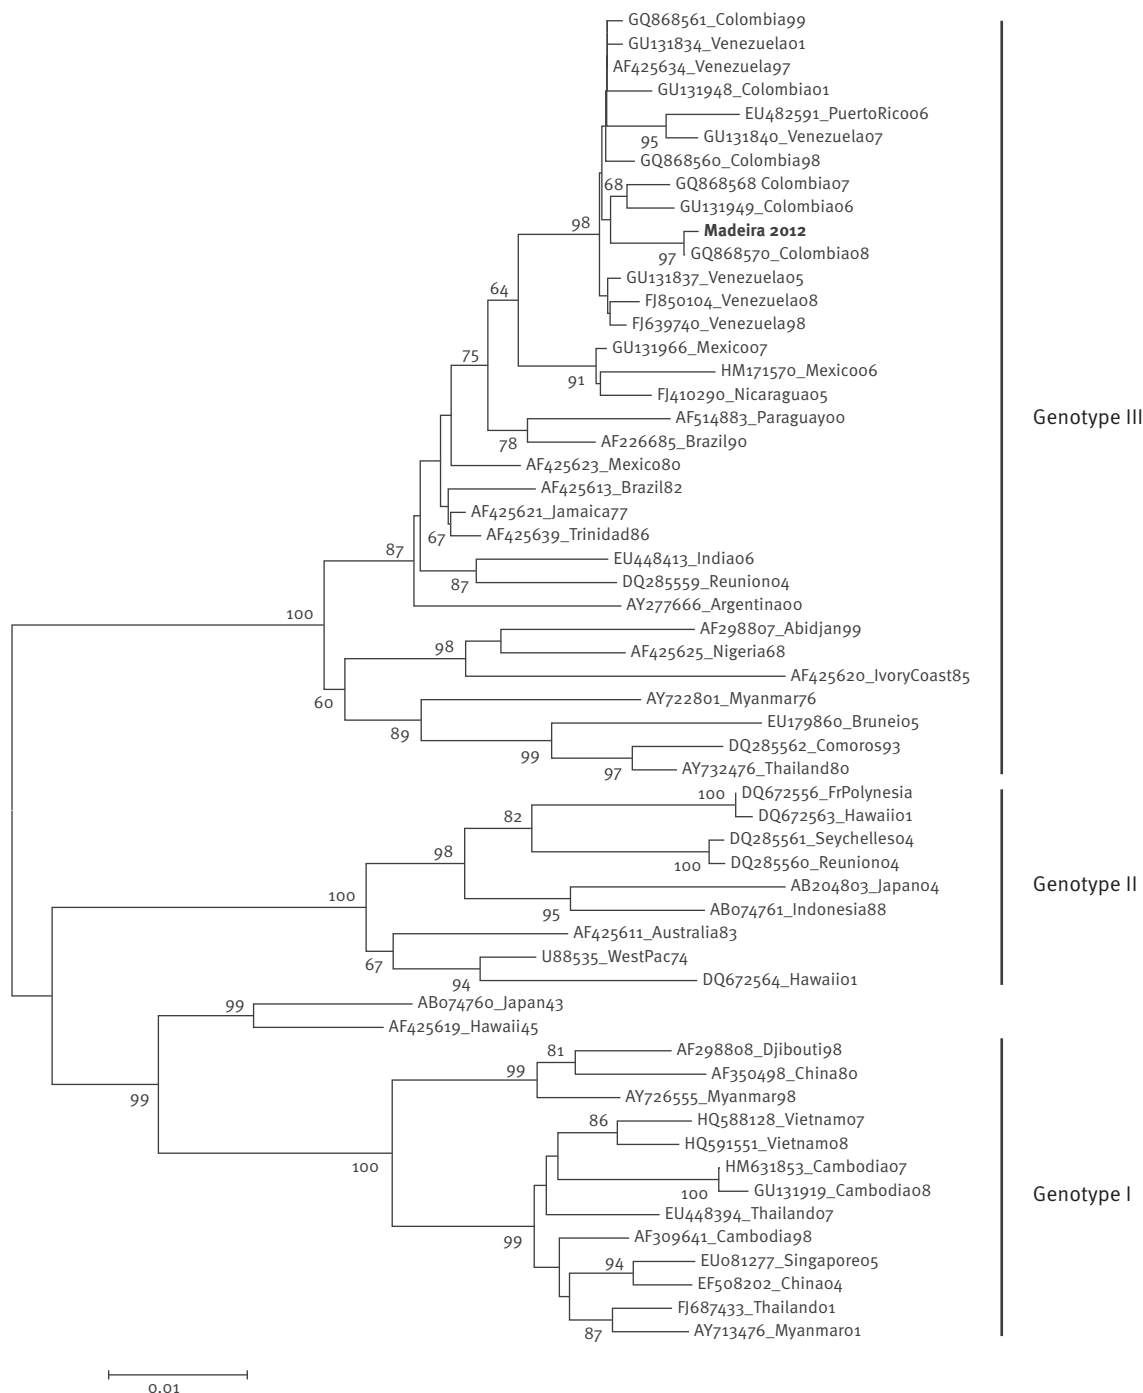 GQ868561_Colombia99
GU131834_Venezuela01
AF425634_Venezuela97
GU131948_Colombia01
EU482591_PuertoRico06
95
GU131840_Venezuela07
GQ868560_Colombia98
68
GQ868568 Colombia07
GU131949_Colombia06
98
Madeira 2012
97
GQ868570_Colombia08
GU131837_Venezuela05
64
FJ850104_Venezuela08
FJ639740_Venezuela98
75
GU131966_Mexico07
91
HM171570_Mexico06
FJ410290_Nicaragua05
Genotype III
AF514883_Paraguay00
78
AF226685_Brazil90
AF425623_Mexico80
AF425613_Brazil82
AF425621_Jamaica77
67
AF425639_Trinidad86
87
EU448413_India06
87
DQ285559_Reunion04
AY277666_Argentina00
100
AF298807_Abidjan99
98
AF425625_Nigeria68
AF425620_IvoryCoast85
60
AY722801_Myanmar76
89
EU179860_Brunei05
99
DQ285562_Comoros93
97
AY732476_Thailand80
100
DQ672556_FrPolynesia
82
DQ672563_Hawaii01
DQ285561_Seychelles04
98
100
DQ285560_Reunion04
AB204803_Japan04
Genotype II
100
95
AB074761_Indonesia88
AF425611_Australia83
67
U88535_WestPac74
94
DQ672564_Hawaii01
99
AB074760_Japan43
AF425619_Hawaii45
81
AF298808_Djibouti98
99
AF350498_China80
99
AY726555_Myanmar98
86
HQ588128_Vietnam07
HQ591551_Vietnam08
100
HM631853_Cambodia07
100
GU131919_Cambodia08
Genotype I
EU448394_Thailand07
99
AF309641_Cambodia98
94
EU081277_Singapore05
EF508202_China04
FJ687433_Thailand01
87
AY713476_Myanmar01
0.01